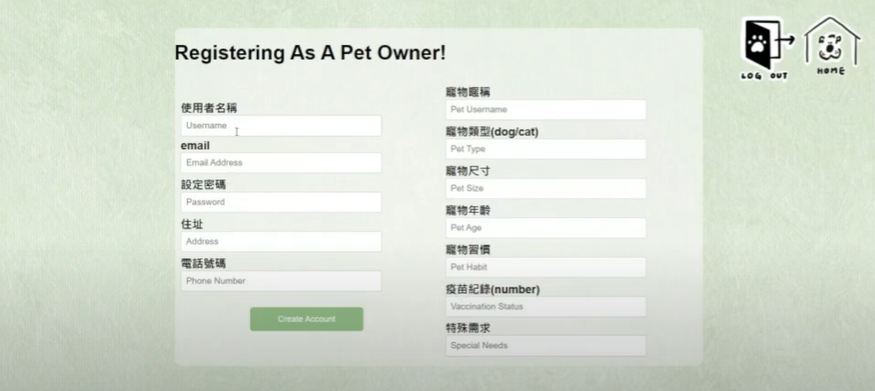 Registering As A Pet Owner!
使用者名稱
Username
email
Email Address
設定密碼
Password
住址
Address
電話號碼
Phone Number
Create Account
寵物暱稱
Pet Username
寵物類型(dog/cat)
Pet Type
寵物尺寸
Pet Size
寵物年齡
Pet Age
寵物習慣
Pet Habit
疫苗紀錄(number)
Vaccination Status
特殊需求
Special Needs
LOG OUT
HOME